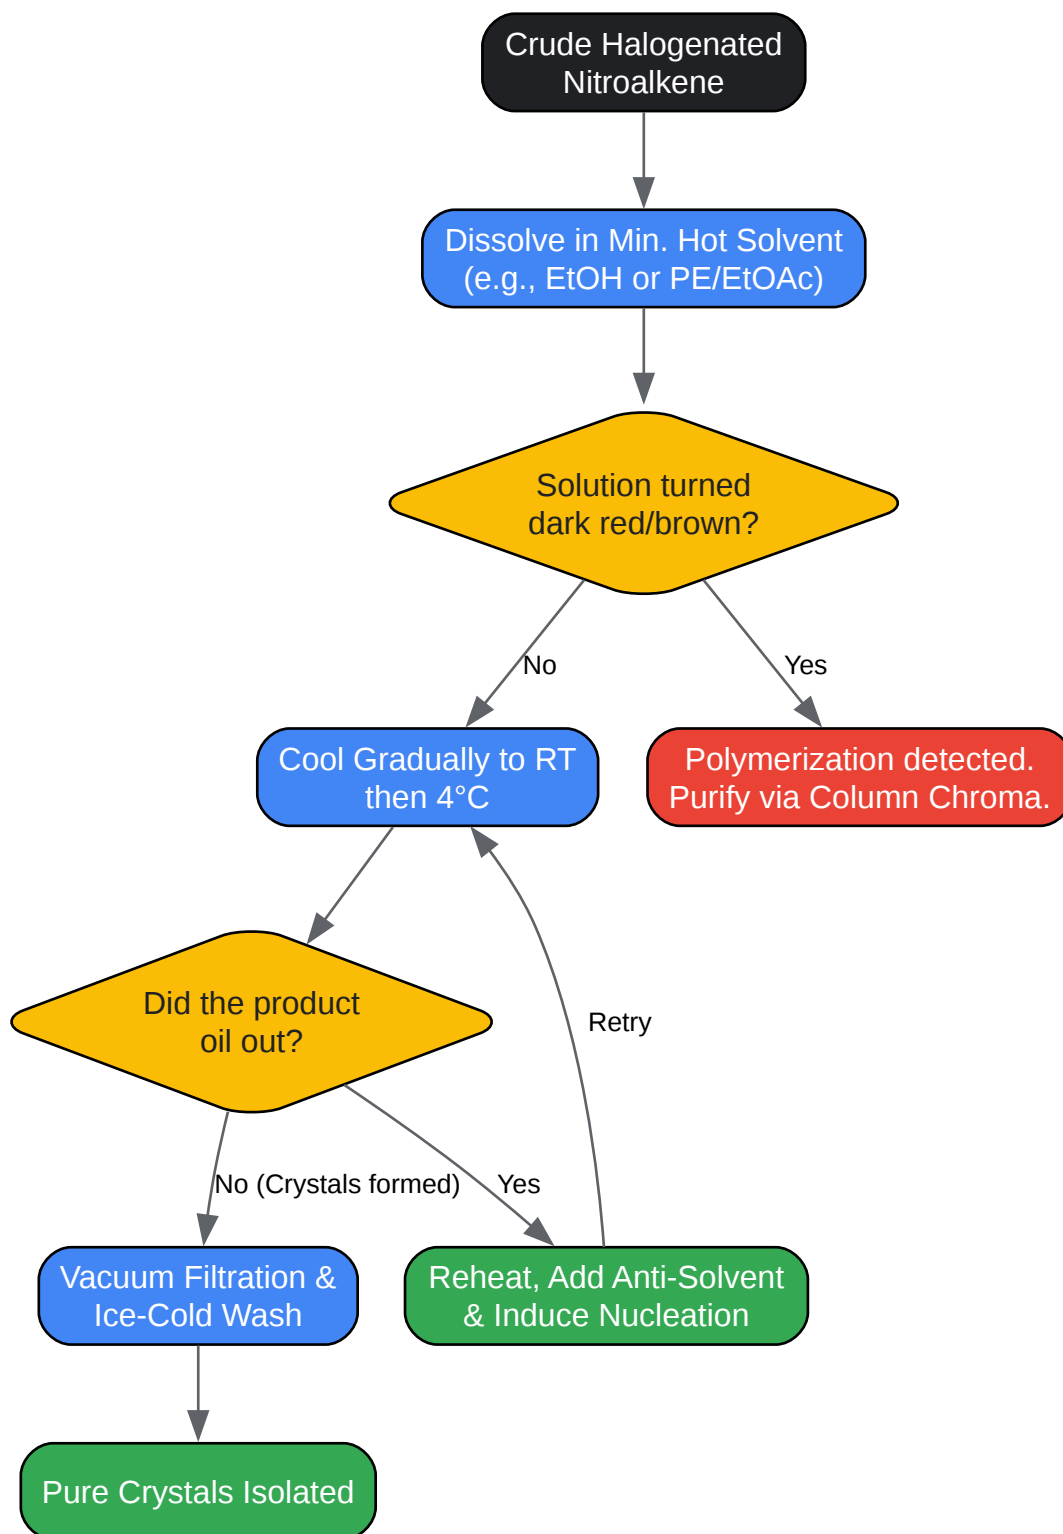 Crude Halogenated
Nitroalkene
Dissolve in Min. Hot Solvent
(e.g., EtOH or PE/EtOAc)
Solution turned
dark red/brown?
No
Yes
Cool Gradually to RT
then 4°C
Polymerization detected.
Purify via Column Chroma.
Did the product
oil out?
Retry
No (Crystals formed)
Yes
Vacuum Filtration &
Ice-Cold Wash
Reheat, Add Anti-Solvent
& Induce Nucleation
Pure Crystals Isolated